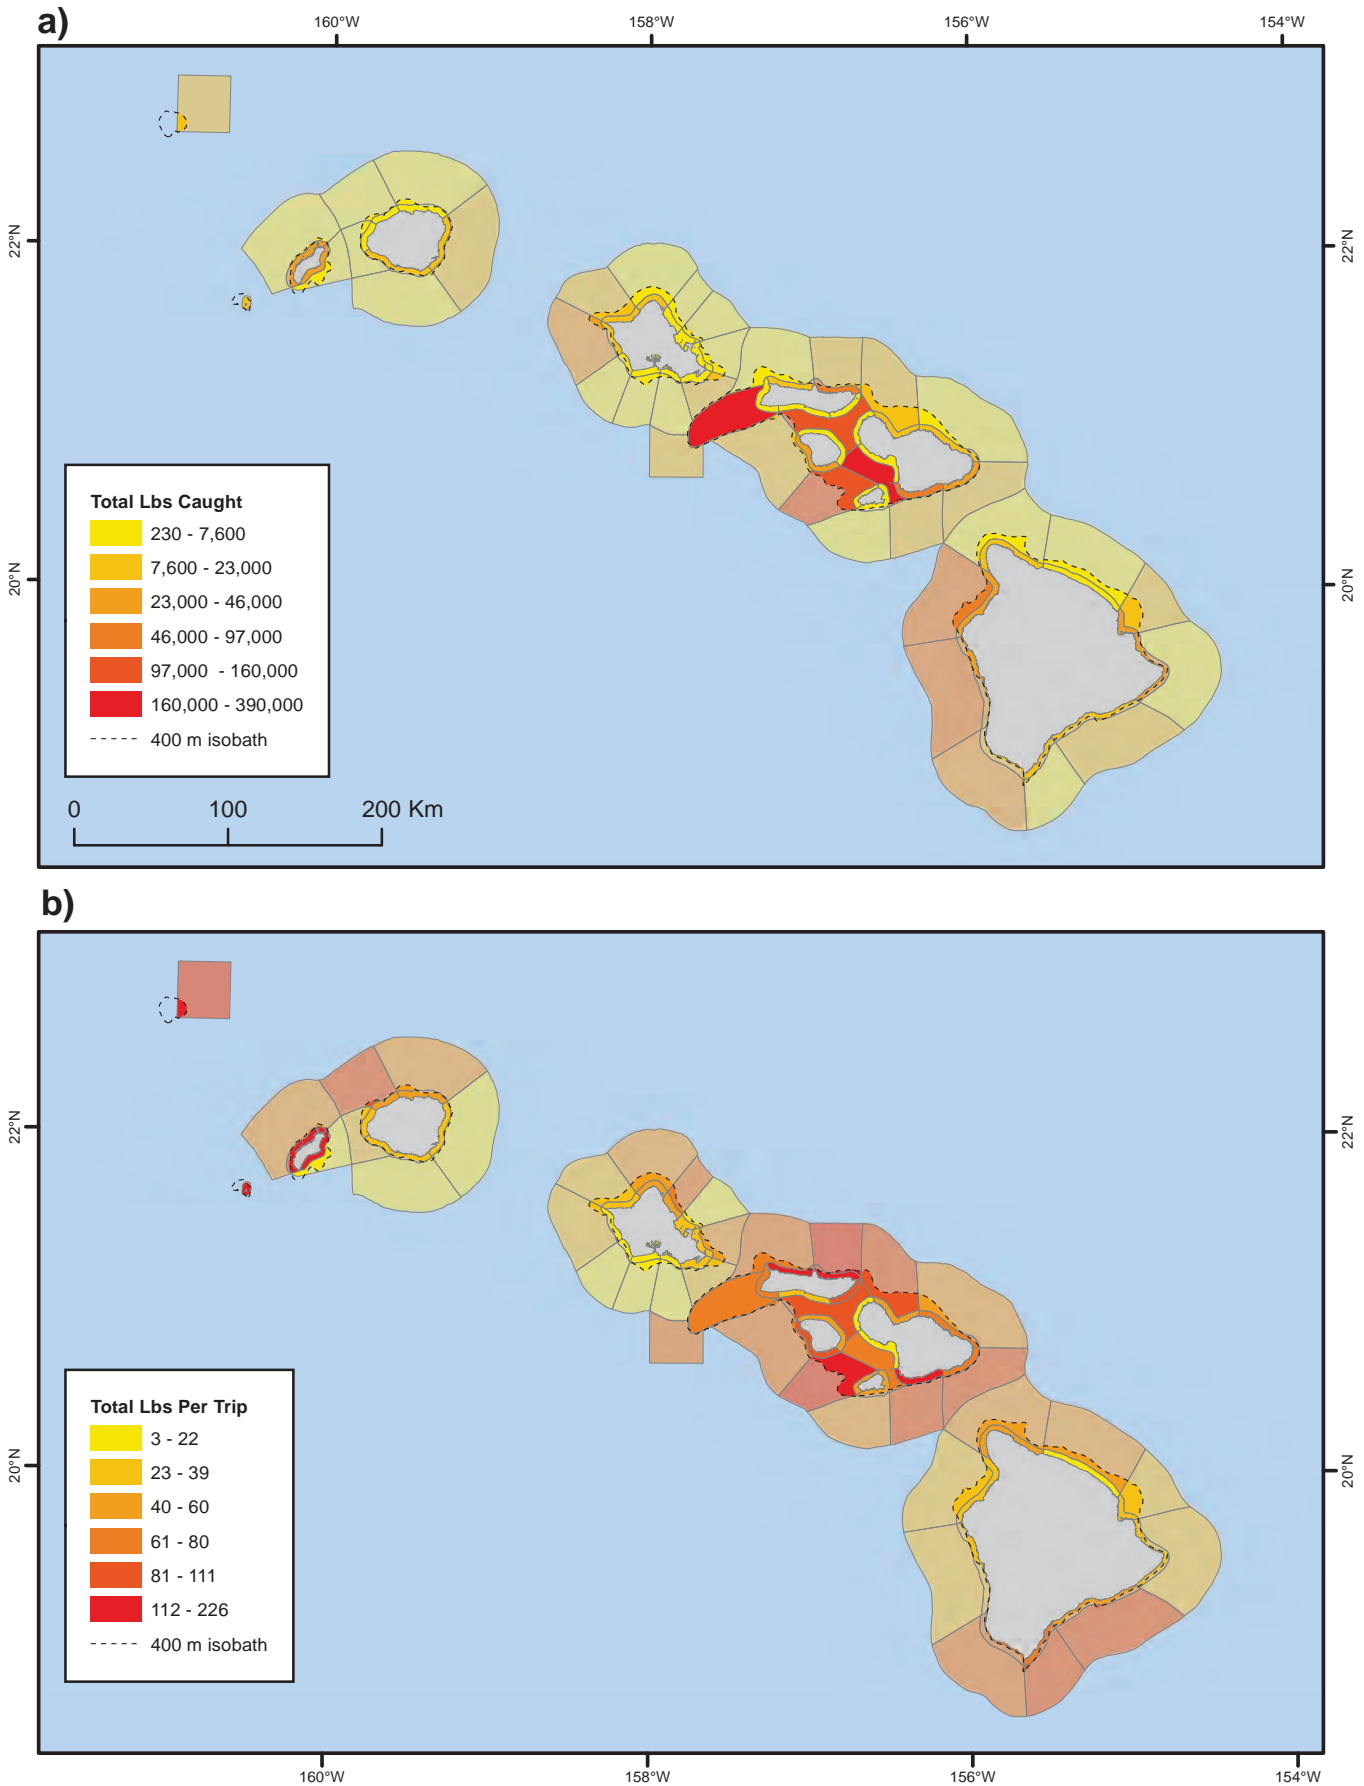 a)
160°W 158°W 156°W 154°W
22°N 22°N
20°N 20°N
Total Lbs Caught
230 - 7,600
7,600 - 23,000
23,000 - 46,000
46,000 - 97,000
97,000 - 160,000
160,000 - 390,000
400 m isobath
0 100 200 Km
b)
22°N 22°N
20°N 20°N
Total Lbs Per Trip
3 - 22
23 - 39
40 - 60
61 - 80
81 - 111
112 - 226
400 m isobath
160°W 158°W 156°W 154°W